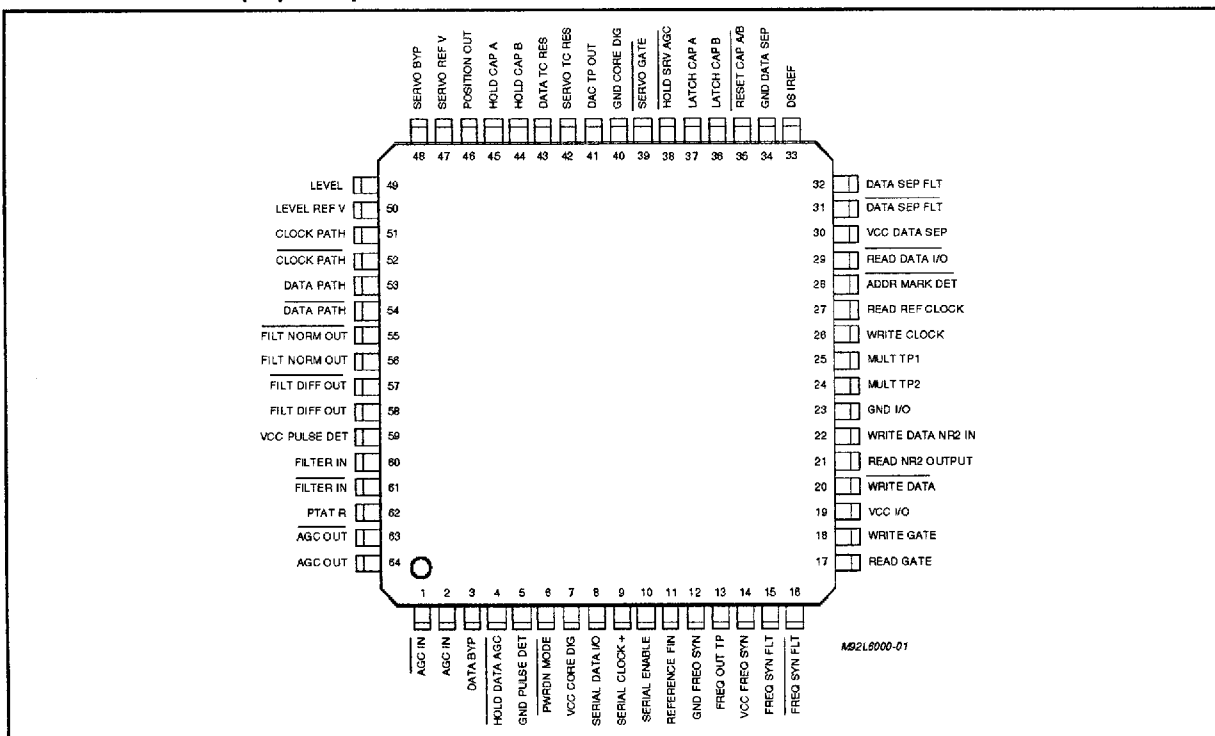 SERVO BYP
SERVO REF V
POSITION OUT
HOLD CAP A
HOLD CAP B
DATA TC RES
SERVO TC RES
DAC TP OUT
GND CORE DIG
SERVO GATE
HOLD SRV AGC
LATCH CAP A
LATCH CAP B
RESET CAP A/B
GND DATA SEP
DS IREF
48 47 46 45 44 43 42 41 40 39 38 37 36 35 34 33
LEVEL 49
LEVEL REF V 50
CLOCK PATH 51
CLOCK PATH 52
DATA PATH 53
DATA PATH 54
FILT NORM OUT 55
FILT NORM OUT 56
FILT DIFF OUT 57
FILT DIFF OUT 58
VCC PULSE DET 59
FILTER IN 60
FILTER IN 61
PTAT R 62
AGC OUT 63
AGC OUT 64
32 DATA SEP FLT
31 DATA SEP FLT
30 VCC DATA SEP
29 READ DATA I/O
28 ADDR MARK DET
27 READ REF CLOCK
26 WRITE CLOCK
25 MULT TP1
24 MULT TP2
23 GND I/O
22 WRITE DATA NR2 IN
21 READ NR2 OUTPUT
20 WRITE DATA
19 VCC I/O
18 WRITE GATE
17 READ GATE
1 2 3 4 5 6 7 8 9 10 11 12 13 14 15 16
AGC IN
AGC IN
DATA BYP
HOLD DATA AGC
GND PULSE DET
PWRDN MODE
VCC CORE DIG
SERIAL DATA I/O
SERIAL CLOCK +
SERIAL ENABLE
REFERENCE FIN
GND FREQ SYN
FREQ OUT TP
VCC FREQ SYN
FREQ SYN FLT
FREQ SYN FLT
M92L6000-01